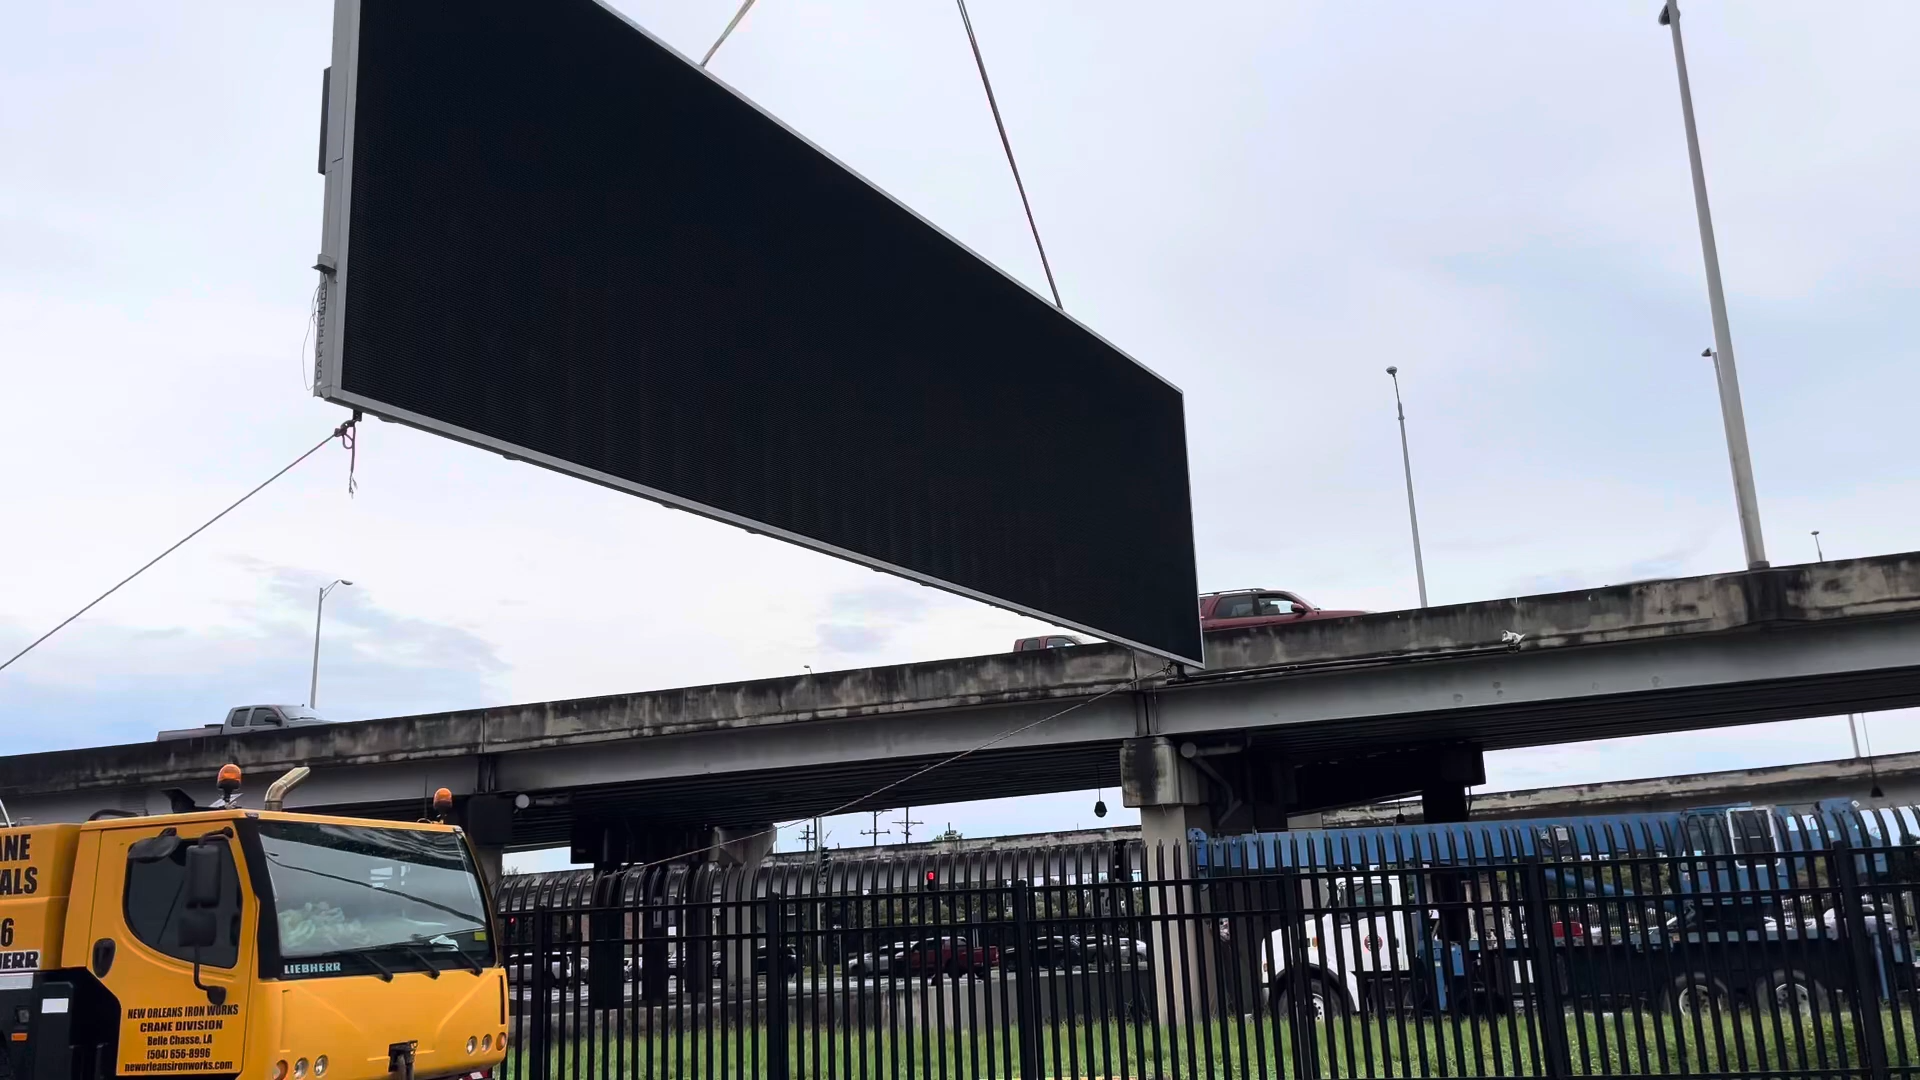 DAKTRONICS
ANE
ALS
6
HERR
LIEBHERR
NEW ORLEANS IRON WORKS
CRANE DIVISION
Belle Chasse, LA
(504) 656-8996
neworleansironworks.com